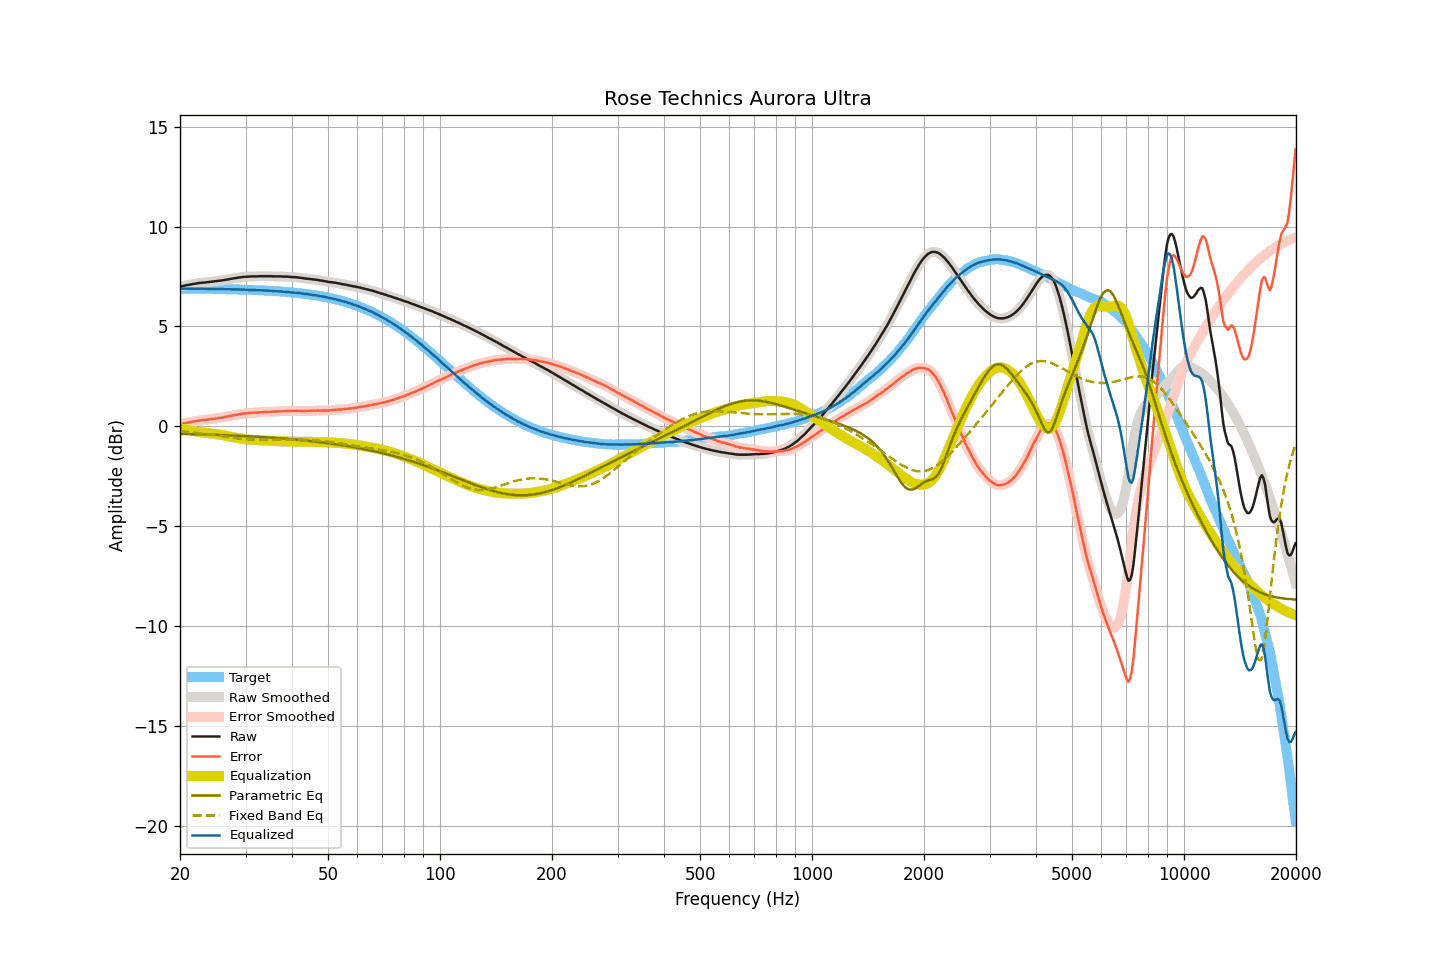 Rose Technics Aurora Ultra
15
10
5
0
−5
−10
−15
−20
Amplitude (dBr)
Target
Raw Smoothed
Error Smoothed
Raw
Error
Equalization
Parametric Eq
Fixed Band Eq
Equalized
20 50 100 200 500 1000 2000 5000 10000 20000
Frequency (Hz)